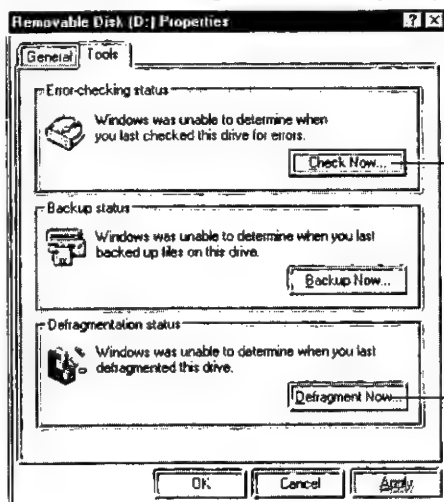 Removable Disk (D:) Properties
General Tools
Error-checking status
Windows was unable to determine when
you last checked this drive for errors.
Check Now...
Backup status
Windows was unable to determine when you last
backed up files on this drive.
Backup Now...
Defragmentation status
Windows was unable to determine when you last
defragmented this drive.
Defragment Now...
OK Cancel Apply